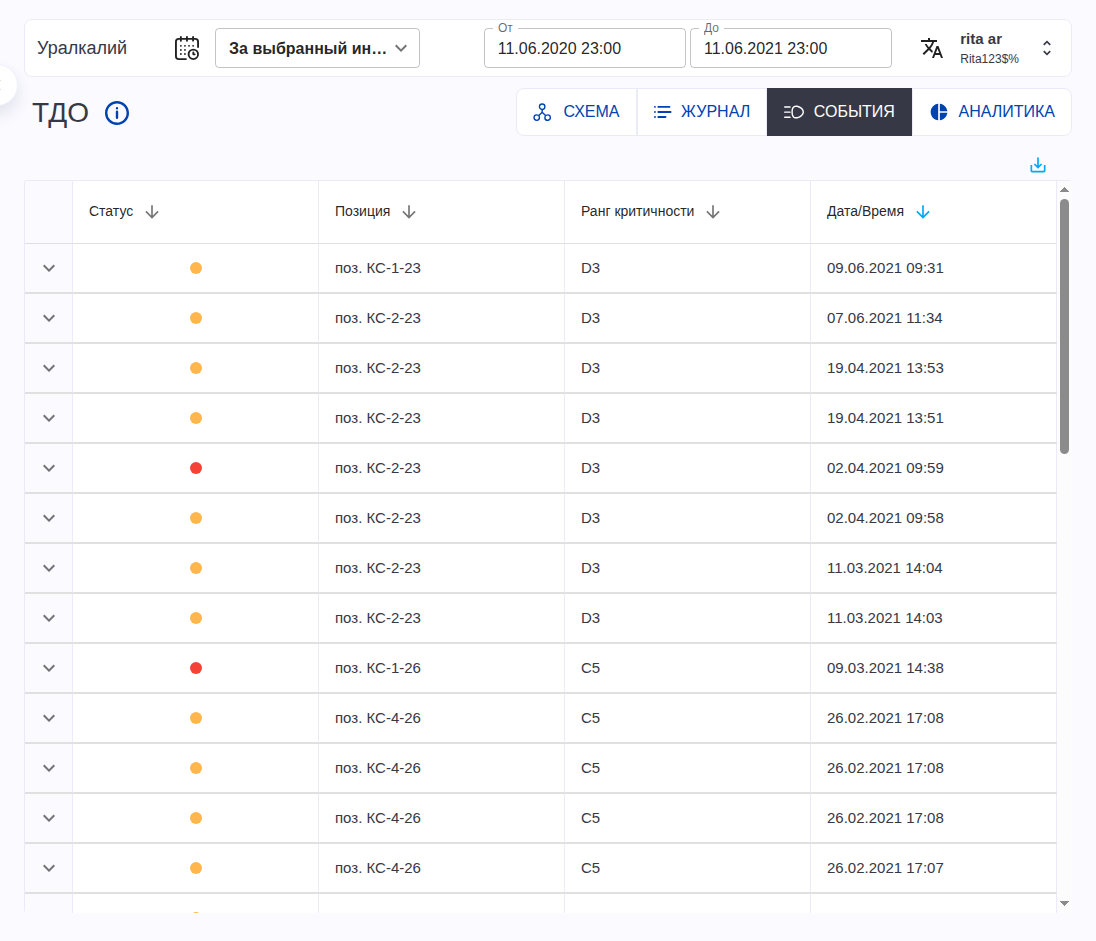 Уралкалий
За выбранный ин…
От
11.06.2020 23:00
До
11.06.2021 23:00
rita ar
Rita123$%
ТДО
СХЕМА
ЖУРНАЛ
СОБЫТИЯ
АНАЛИТИКА
Статус Позиция Ранг критичности Дата/Время
поз. КС-1-23 D3 09.06.2021 09:31
поз. КС-2-23 D3 07.06.2021 11:34
поз. КС-2-23 D3 19.04.2021 13:53
поз. КС-2-23 D3 19.04.2021 13:51
поз. КС-2-23 D3 02.04.2021 09:59
поз. КС-2-23 D3 02.04.2021 09:58
поз. КС-2-23 D3 11.03.2021 14:04
поз. КС-2-23 D3 11.03.2021 14:03
поз. КС-1-26 C5 09.03.2021 14:38
поз. КС-4-26 C5 26.02.2021 17:08
поз. КС-4-26 C5 26.02.2021 17:08
поз. КС-4-26 C5 26.02.2021 17:08
поз. КС-4-26 C5 26.02.2021 17:07